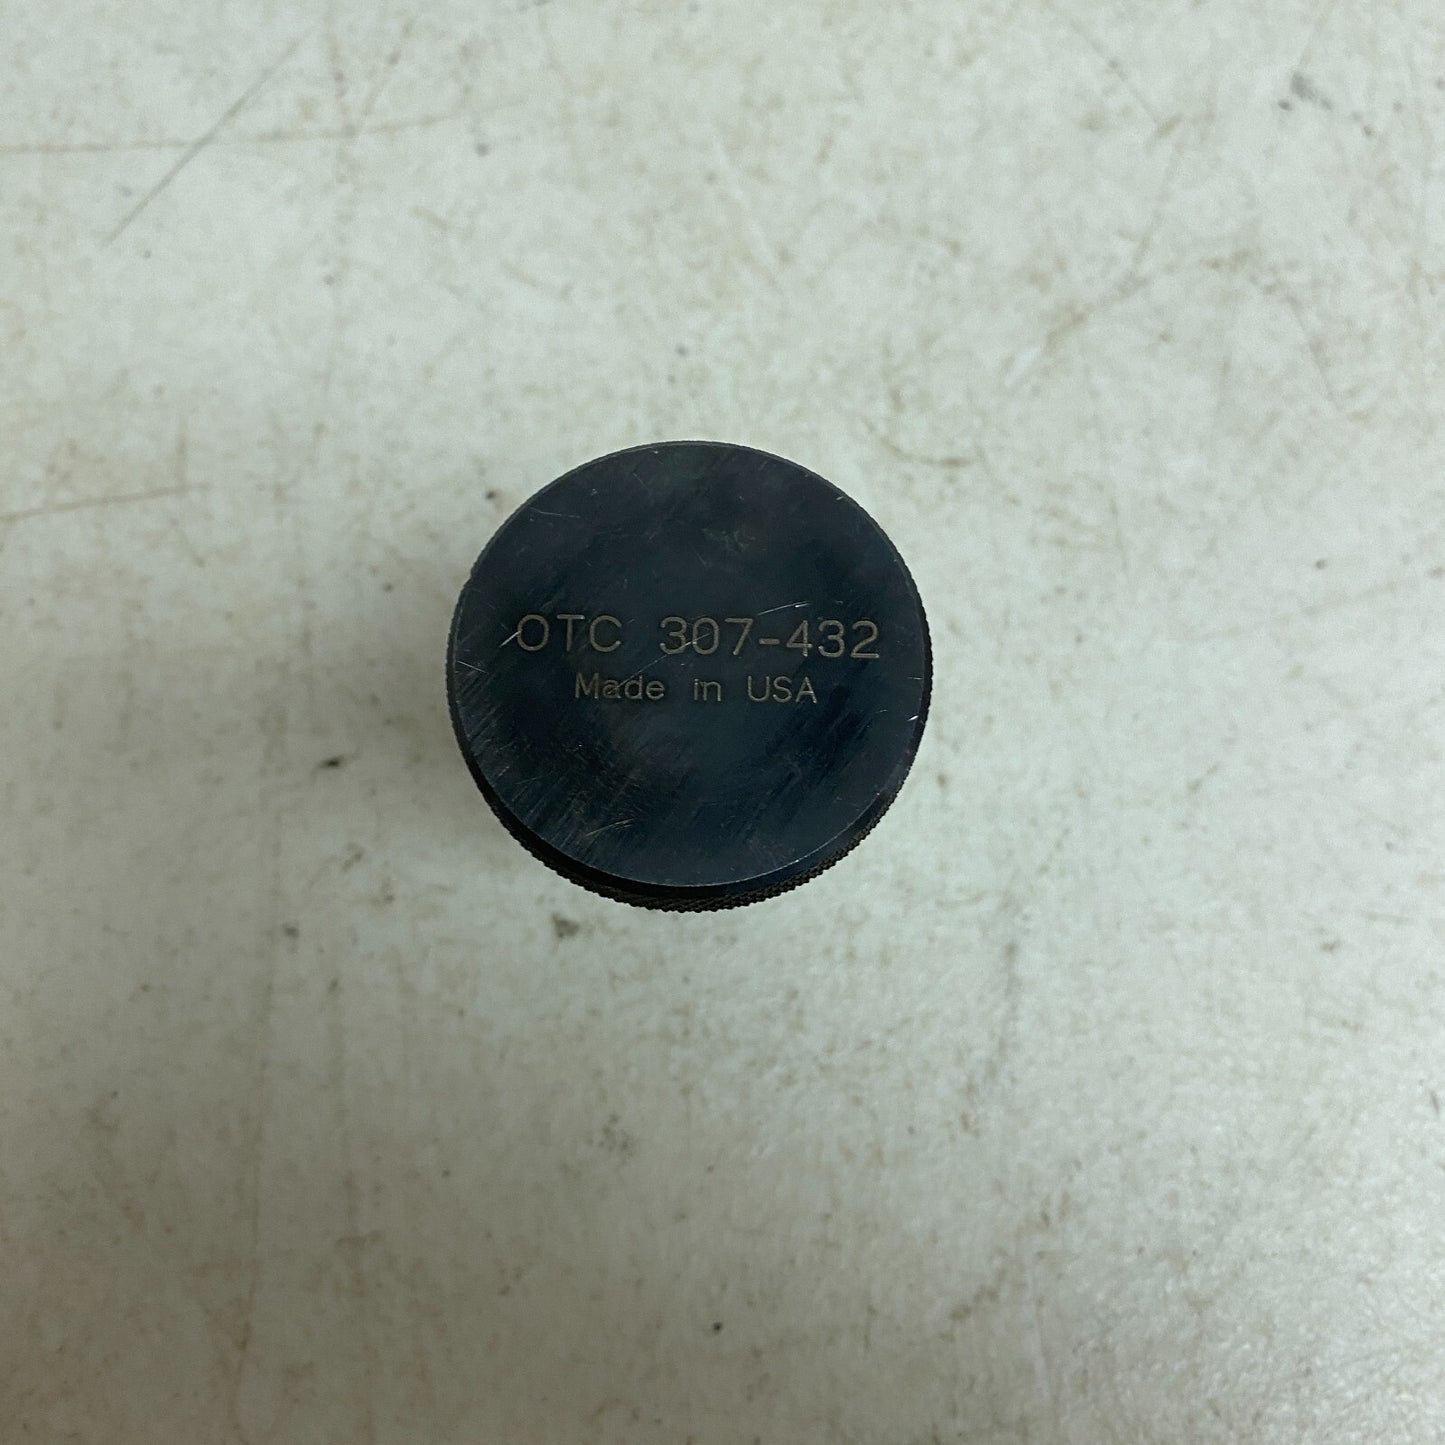 OTC 307-432
Made in USA